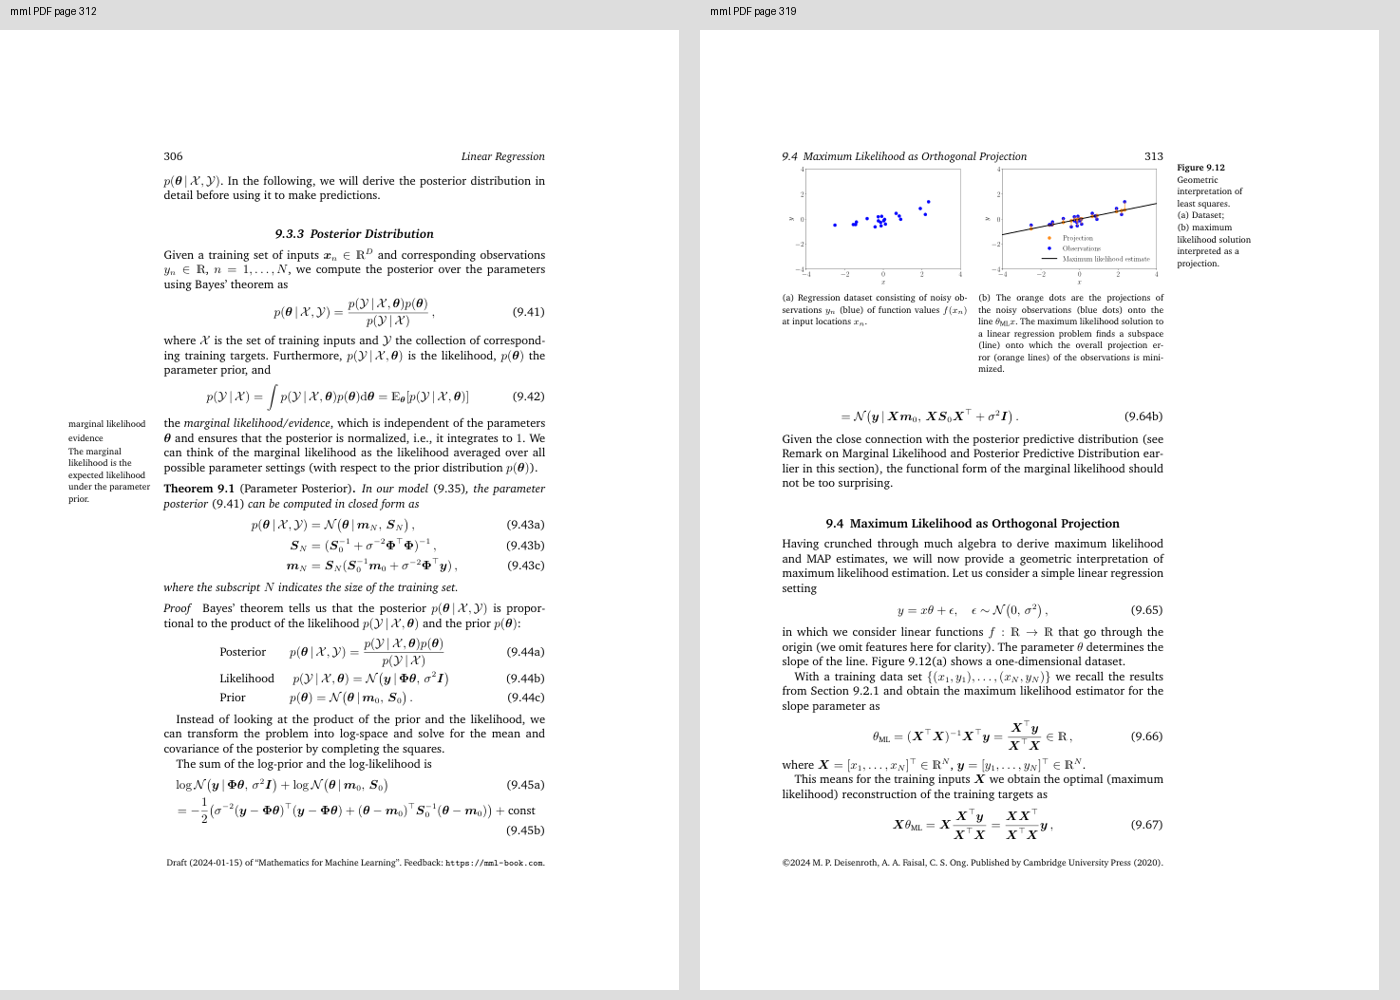 mml PDF page 312
306 Linear Regression
p(θ | X, Y). In the following, we will derive the posterior distribution in
detail before using it to make predictions.
9.3.3 Posterior Distribution
Given a training set of inputs xₙ ∈ ℝᴰ and corresponding observations
yₙ ∈ ℝ, n = 1, . . . , N, we compute the posterior over the parameters
using Bayes' theorem as
p(θ | X, Y) = p(Y | X, θ)p(θ) / p(Y | X) , (9.41)
where X is the set of training inputs and Y the collection of correspond-
ing training targets. Furthermore, p(Y | X, θ) is the likelihood, p(θ) the
parameter prior, and
p(Y | X) = ∫ p(Y | X, θ)p(θ)dθ = 𝔼_θ[p(Y | X, θ)] (9.42)
marginal likelihood
evidence
The marginal
likelihood is the
expected likelihood
under the parameter
prior.
the marginal likelihood/evidence, which is independent of the parameters
θ and ensures that the posterior is normalized, i.e., it integrates to 1. We
can think of the marginal likelihood as the likelihood averaged over all
possible parameter settings (with respect to the prior distribution p(θ)).
Theorem 9.1 (Parameter Posterior). In our model (9.35), the parameter
posterior (9.41) can be computed in closed form as
p(θ | X, Y) = N(θ | m_N, S_N) , (9.43a)
S_N = (S₀⁻¹ + σ⁻²Φ⊤Φ)⁻¹ , (9.43b)
m_N = S_N(S₀⁻¹m₀ + σ⁻²Φ⊤y) , (9.43c)
where the subscript N indicates the size of the training set.
Proof Bayes' theorem tells us that the posterior p(θ | X, Y) is propor-
tional to the product of the likelihood p(Y | X, θ) and the prior p(θ):
Posterior p(θ | X, Y) = p(Y | X, θ)p(θ) / p(Y | X) (9.44a)
Likelihood p(Y | X, θ) = N(y | Φθ, σ²I) (9.44b)
Prior p(θ) = N(θ | m₀, S₀) . (9.44c)
Instead of looking at the product of the prior and the likelihood, we
can transform the problem into log-space and solve for the mean and
covariance of the posterior by completing the squares.
The sum of the log-prior and the log-likelihood is
log N(y | Φθ, σ²I) + log N(θ | m₀, S₀) (9.45a)
= −1/2(σ⁻²(y − Φθ)⊤(y − Φθ) + (θ − m₀)⊤S₀⁻¹(θ − m₀)) + const
(9.45b)
Draft (2024-01-15) of "Mathematics for Machine Learning". Feedback: https://mml-book.com.
mml PDF page 319
9.4 Maximum Likelihood as Orthogonal Projection 313
4
2
0
−2
−4
y
−4 −2 0 2 4
x
4
2
0
−2
−4
y
Projection
Observations
Maximum likelihood estimate
−4 −2 0 2 4
x
Figure 9.12
Geometric
interpretation of
least squares.
(a) Dataset;
(b) maximum
likelihood solution
interpreted as a
projection.
(a) Regression dataset consisting of noisy ob-
servations yₙ (blue) of function values f(xₙ)
at input locations xₙ.
(b) The orange dots are the projections of
the noisy observations (blue dots) onto the
line θ_ML x. The maximum likelihood solution to
a linear regression problem finds a subspace
(line) onto which the overall projection er-
ror (orange lines) of the observations is mini-
mized.
= N(y | Xm₀, XS₀X⊤ + σ²I) . (9.64b)
Given the close connection with the posterior predictive distribution (see
Remark on Marginal Likelihood and Posterior Predictive Distribution ear-
lier in this section), the functional form of the marginal likelihood should
not be too surprising.
9.4 Maximum Likelihood as Orthogonal Projection
Having crunched through much algebra to derive maximum likelihood
and MAP estimates, we will now provide a geometric interpretation of
maximum likelihood estimation. Let us consider a simple linear regression
setting
y = xθ + ϵ, ϵ ∼ N(0, σ²) , (9.65)
in which we consider linear functions f : ℝ → ℝ that go through the
origin (we omit features here for clarity). The parameter θ determines the
slope of the line. Figure 9.12(a) shows a one-dimensional dataset.
With a training data set {(x₁, y₁), . . . , (x_N, y_N)} we recall the results
from Section 9.2.1 and obtain the maximum likelihood estimator for the
slope parameter as
θ_ML = (X⊤X)⁻¹X⊤y = X⊤y / X⊤X ∈ ℝ , (9.66)
where X = [x₁, . . . , x_N]⊤ ∈ ℝᴺ, y = [y₁, . . . , y_N]⊤ ∈ ℝᴺ.
This means for the training inputs X we obtain the optimal (maximum
likelihood) reconstruction of the training targets as
Xθ_ML = X X⊤y / X⊤X = XX⊤ / X⊤X y , (9.67)
©2024 M. P. Deisenroth, A. A. Faisal, C. S. Ong. Published by Cambridge University Press (2020).